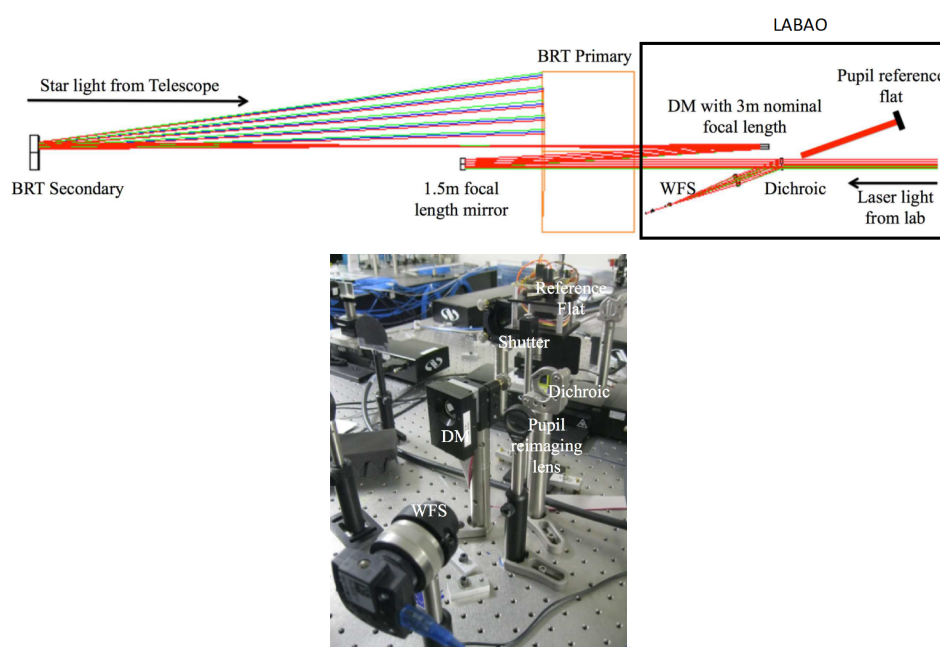 LABAO
BRT Primary
Star light from Telescope
Pupil reference
flat
DM with 3m nominal
focal length
BRT Secondary
1.5m focal
length mirror
WFS
Dichroic
Laser light
from lab
Reference
Flat
Shutter
Dichroic
DM
Pupil
reimaging
lens
WFS